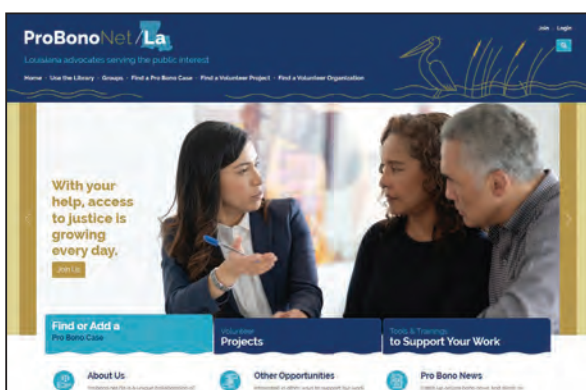 ProBonoNet/La
Join · Login
Louisiana advocates serving the public interest
Home · Use the Library · Groups · Find a Pro Bono Case · Find a Volunteer Project · Find a Volunteer Organization
With your
help, access
to justice is
growing
every day.
Join Us
Find or Add a
Pro Bono Case
Volunteer
Projects
Tools & Trainings
to Support Your Work
About Us
Other Opportunities
Pro Bono News